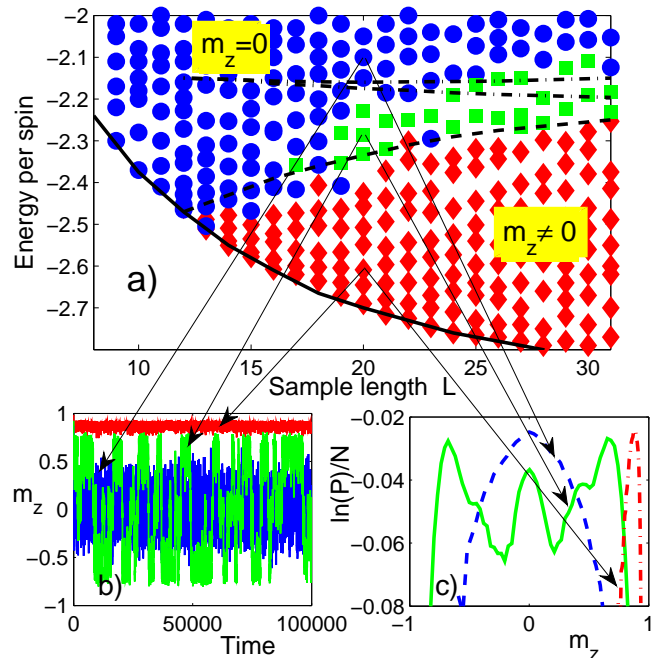 -2
-2.1
-2.2
-2.3
-2.4
-2.5
-2.6
-2.7
Energy per spin
m_z=0
m_z≠ 0
a)
10 15 20 25 30
Sample length L
1
0.5
0
−0.5
−1
m_z
b)
0 50000 100000
Time
−0.02
−0.04
−0.06
−0.08
ln(P)/N
c)
−1 0 1
m_z